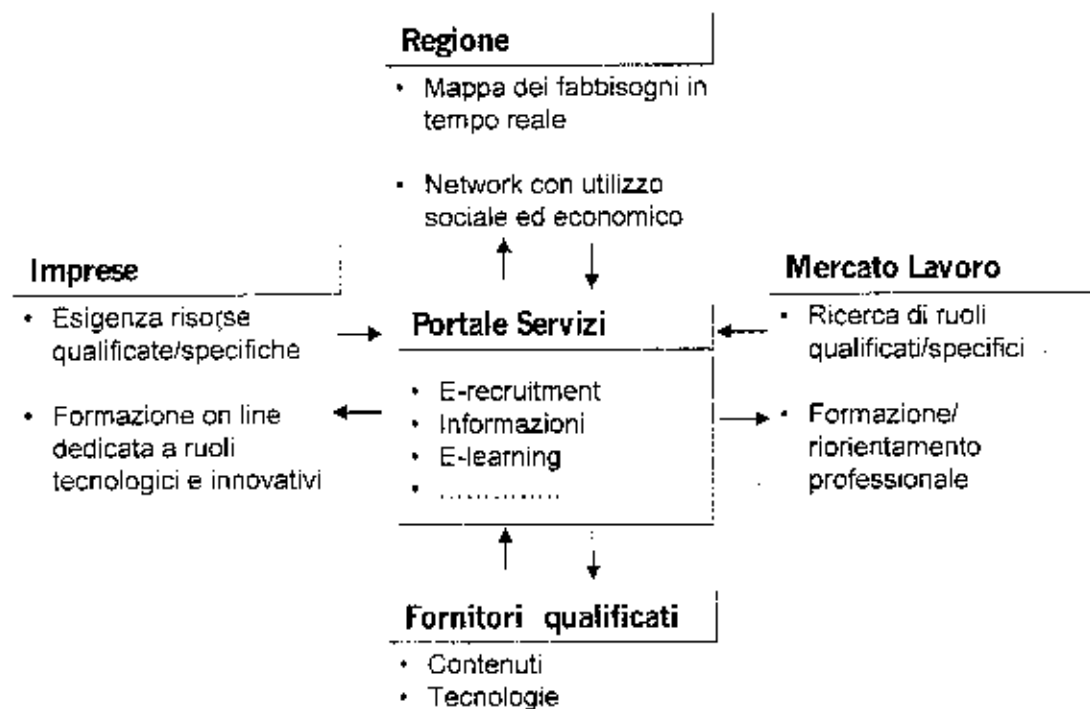 Regione
• Mappa dei fabbisogni in
tempo reale
• Network con utilizzo
sociale ed economico
Imprese
• Esigenza risorse
qualificate/specifiche
• Formazione on line
dedicata a ruoli
tecnologici e innovativi
Portale Servizi
• E-recruitment
• Informazioni
• E-learning
• ..............
Mercato Lavoro
• Ricerca di ruoli
qualificati/specifici
• Formazione/
riorientamento
professionale
Fornitori qualificati
• Contenuti
• Tecnologie